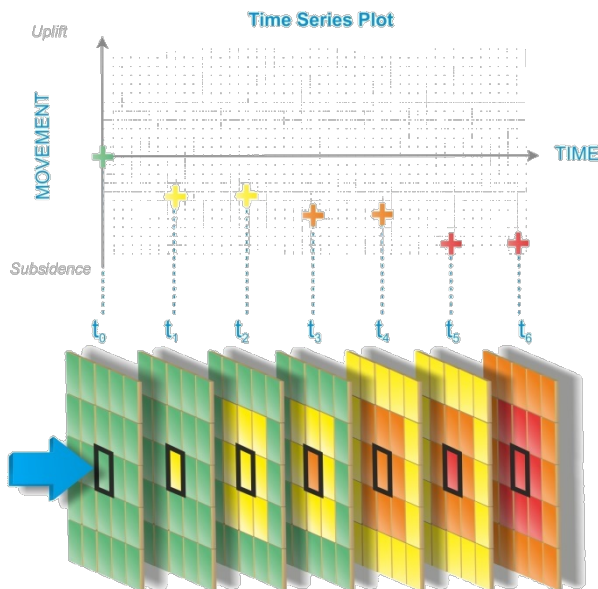 Time Series Plot
Uplift
MOVEMENT
TIME
Subsidence
t₀ t₁ t₂ t₃ t₄ t₅ t₆